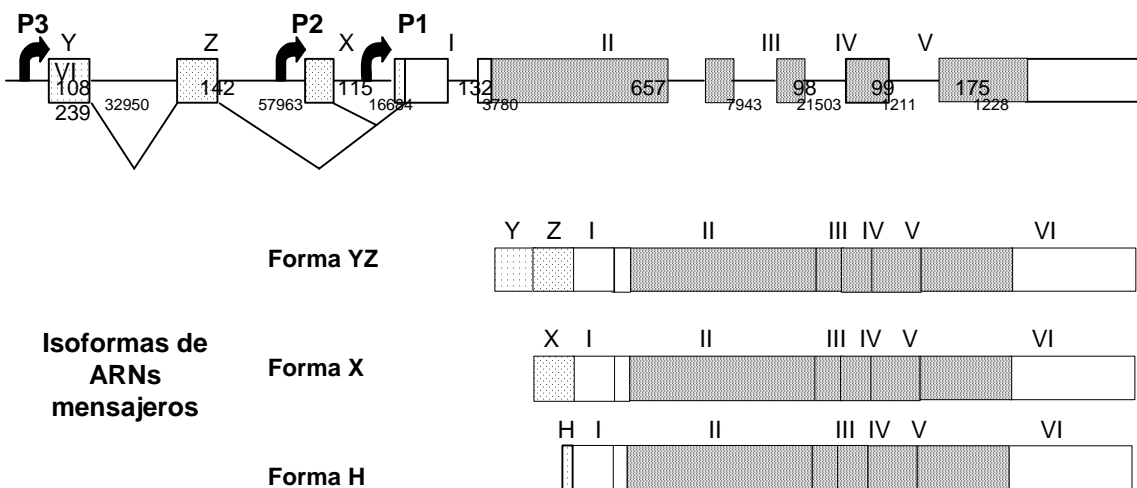 P3 P2 P1
Y Z X I II III IV V
VI
108 142 115 132 657 98 99 175
32950 57963 16684 3780 7943 21503 1211 1228
239
Y Z I II III IV V VI
Forma YZ
X I II III IV V VI
Isoformas de
ARNs
mensajeros
Forma X
H I II III IV V VI
Forma H